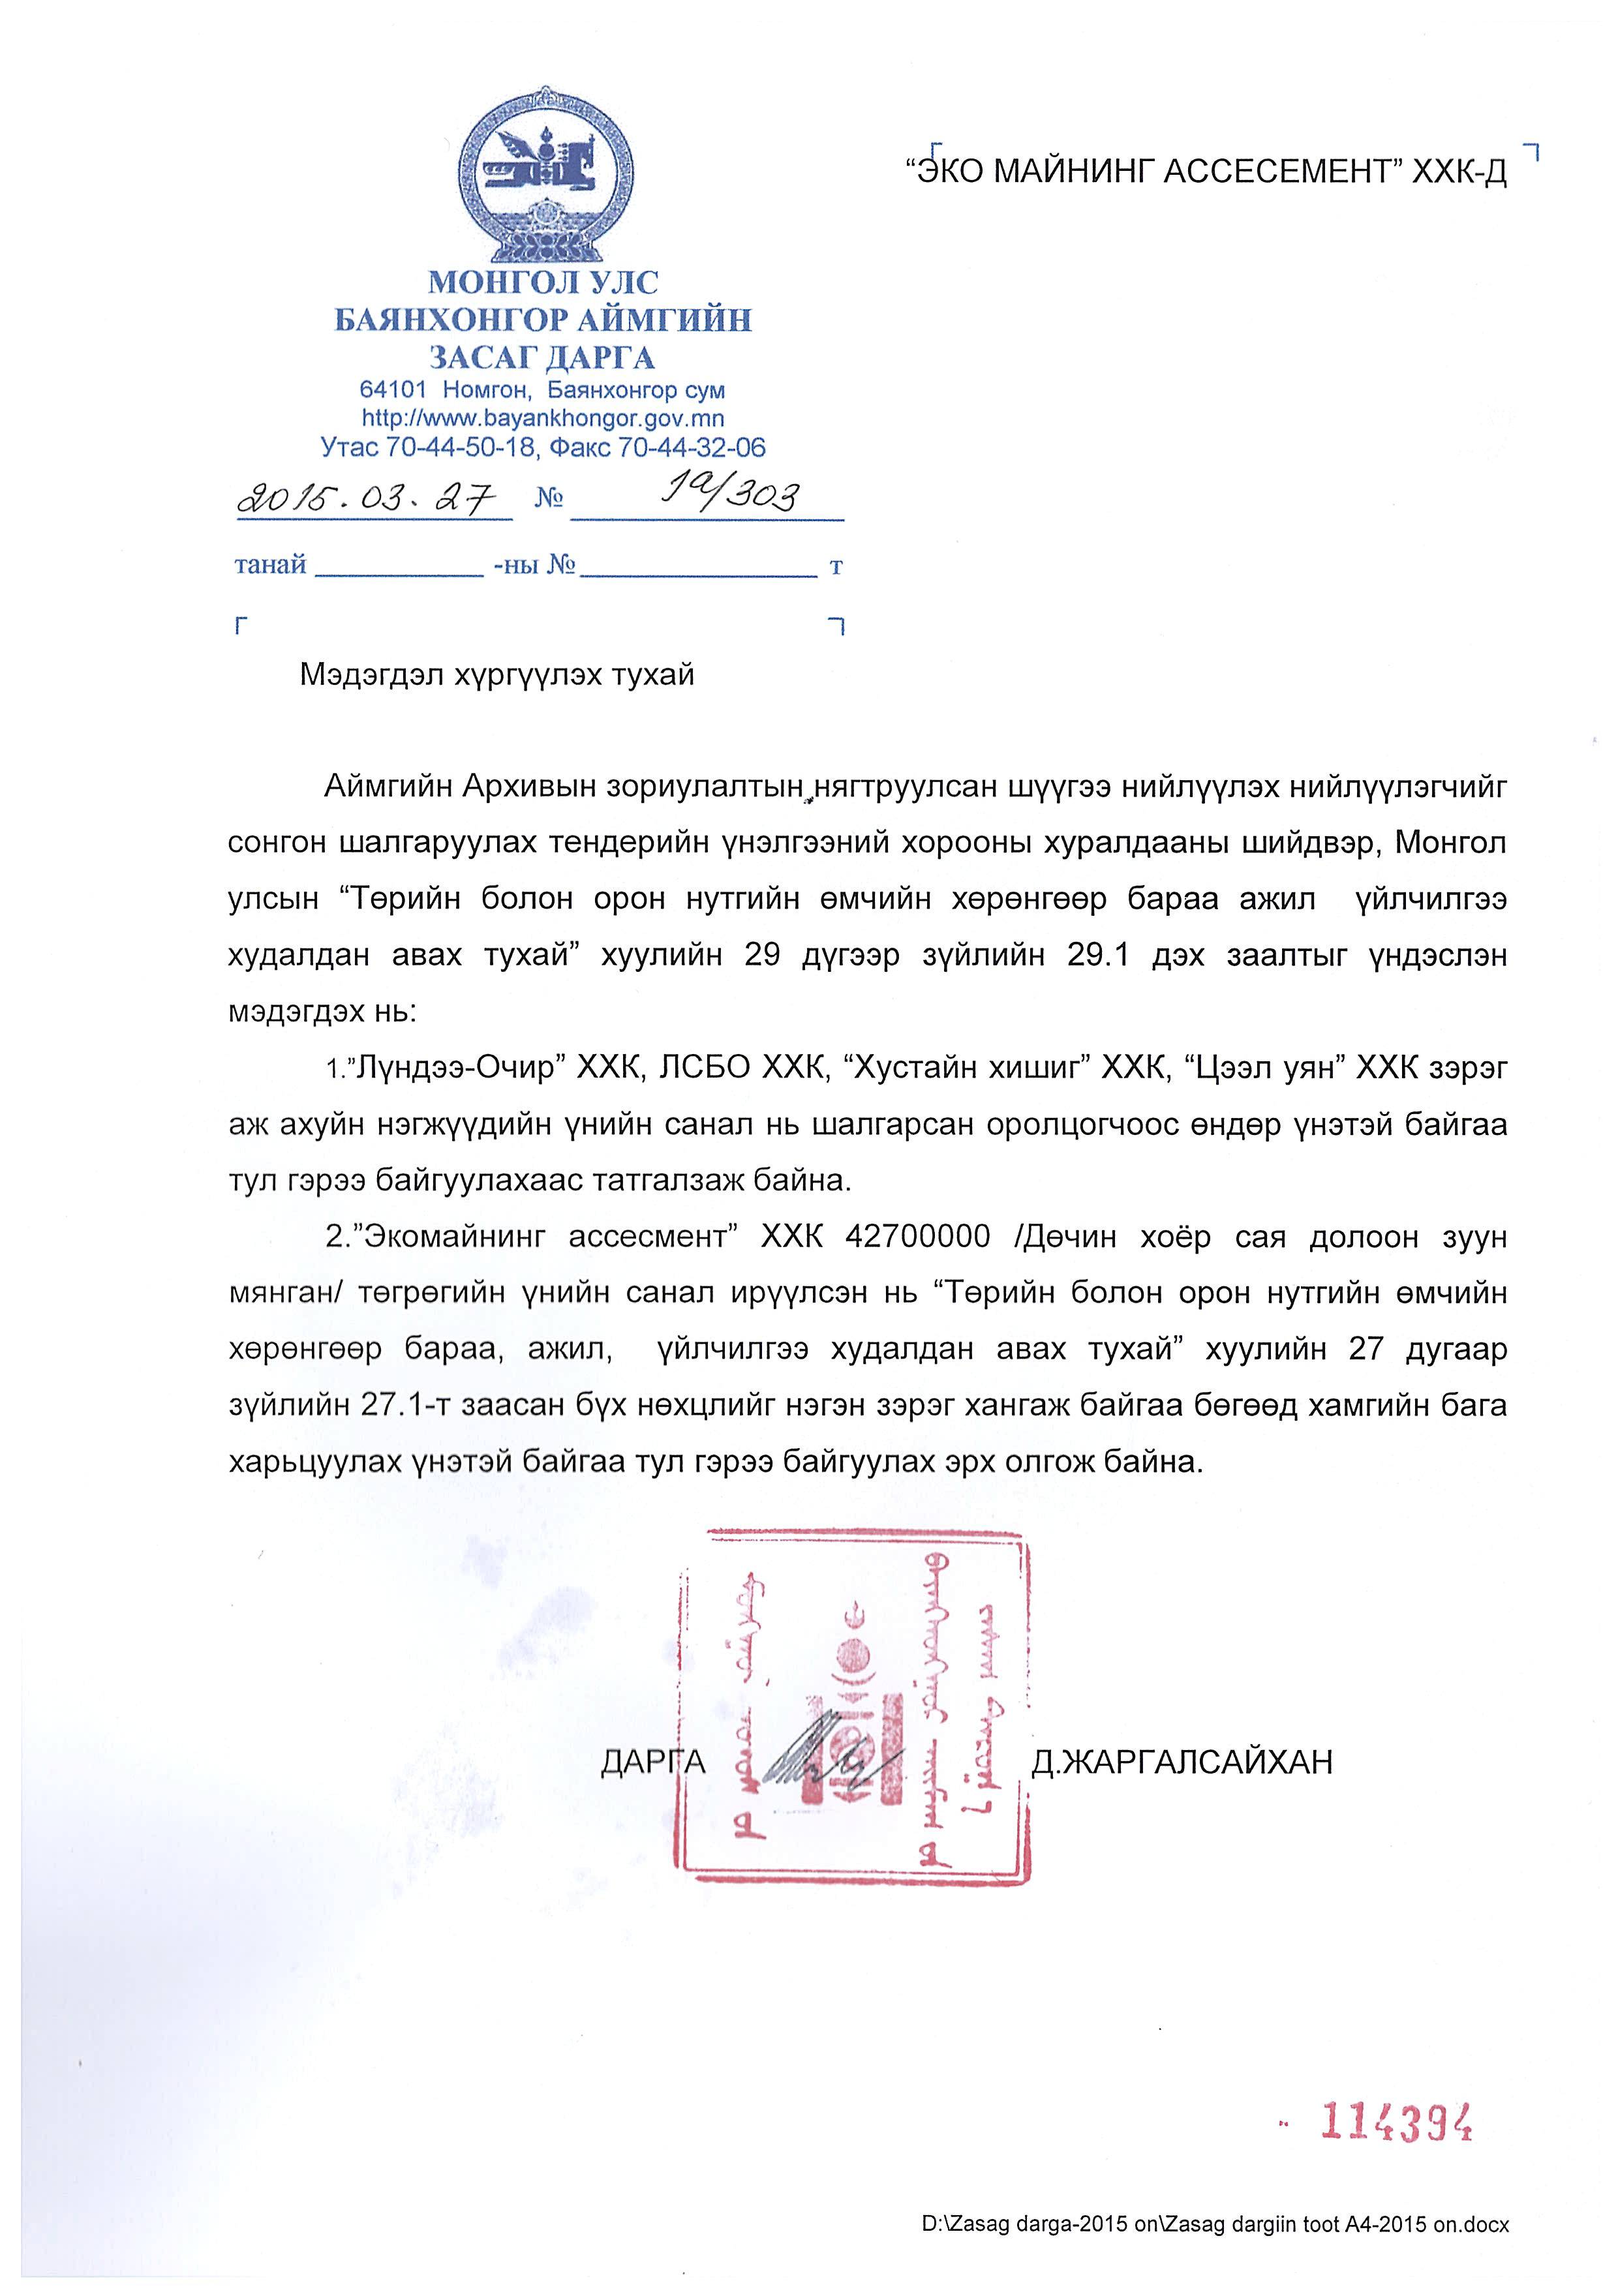 “ЭКО МАЙНИНГ АССЕСЕМЕНТ” ХХК-Д
МОНГОЛ УЛС
БАЯНХОНГОР АЙМГИЙН
ЗАСАГ ДАРГА
64101 Номгон, Баянхонгор сум
http://www.bayankhongor.gov.mn
Утас 70-44-50-18, Факс 70-44-32-06
2015.03.27 № 1а/303
танай ____________ -ны № ____________ т
Мэдэгдэл хүргүүлэх тухай
Аймгийн Архивын зориулалтын нягтруулсан шүүгээ нийлүүлэх нийлүүлэгчийг
сонгон шалгаруулах тендерийн үнэлгээний хорооны хуралдааны шийдвэр, Монгол
улсын “Төрийн болон орон нутгийн өмчийн хөрөнгөөр бараа ажил үйлчилгээ
худалдан авах тухай” хуулийн 29 дүгээр зүйлийн 29.1 дэх заалтыг үндэслэн
мэдэгдэх нь:
1.”Лүндээ-Очир” ХХК, ЛСБО ХХК, “Хустайн хишиг” ХХК, “Цээл уян” ХХК зэрэг
аж ахуйн нэгжүүдийн үнийн санал нь шалгарсан оролцогчоос өндөр үнэтэй байгаа
тул гэрээ байгуулахаас татгалзаж байна.
2.”Экомайнинг ассесмент” ХХК 42700000 /Дөчин хоёр сая долоон зуун
мянган/ төгрөгийн үнийн санал ирүүлсэн нь “Төрийн болон орон нутгийн өмчийн
хөрөнгөөр бараа, ажил, үйлчилгээ худалдан авах тухай” хуулийн 27 дугаар
зүйлийн 27.1-т заасан бүх нөхцлийг нэгэн зэрэг хангаж байгаа бөгөөд хамгийн бага
харьцуулах үнэтэй байгаа тул гэрээ байгуулах эрх олгож байна.
ДАРГА Д.ЖАРГАЛСАЙХАН
114394
D:\Zasag darga-2015 on\Zasag dargiin toot A4-2015 on.docx